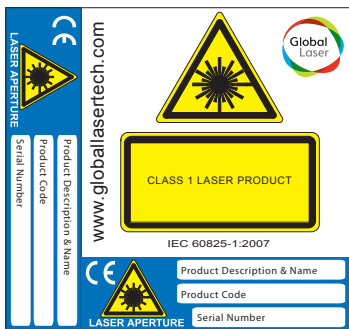 CE
LASER APERTURE
Serial Number
Product Code
Product Description & Name
www.globallasertech.com
Global
Laser
CLASS 1 LASER PRODUCT
IEC 60825-1:2007
CE
LASER APERTURE
Product Description & Name
Product Code
Serial Number